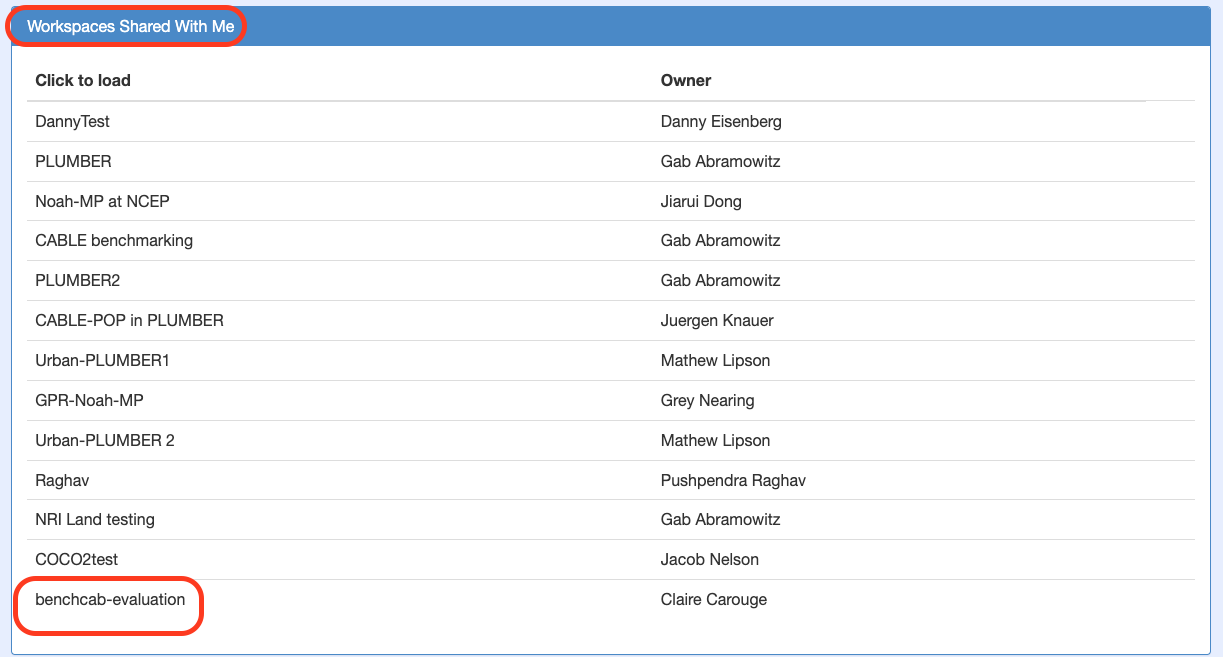 Workspaces Shared With Me
Click to load Owner
DannyTest Danny Eisenberg
PLUMBER Gab Abramowitz
Noah-MP at NCEP Jiarui Dong
CABLE benchmarking Gab Abramowitz
PLUMBER2 Gab Abramowitz
CABLE-POP in PLUMBER Juergen Knauer
Urban-PLUMBER1 Mathew Lipson
GPR-Noah-MP Grey Nearing
Urban-PLUMBER 2 Mathew Lipson
Raghav Pushpendra Raghav
NRI Land testing Gab Abramowitz
COCO2test Jacob Nelson
benchcab-evaluation Claire Carouge